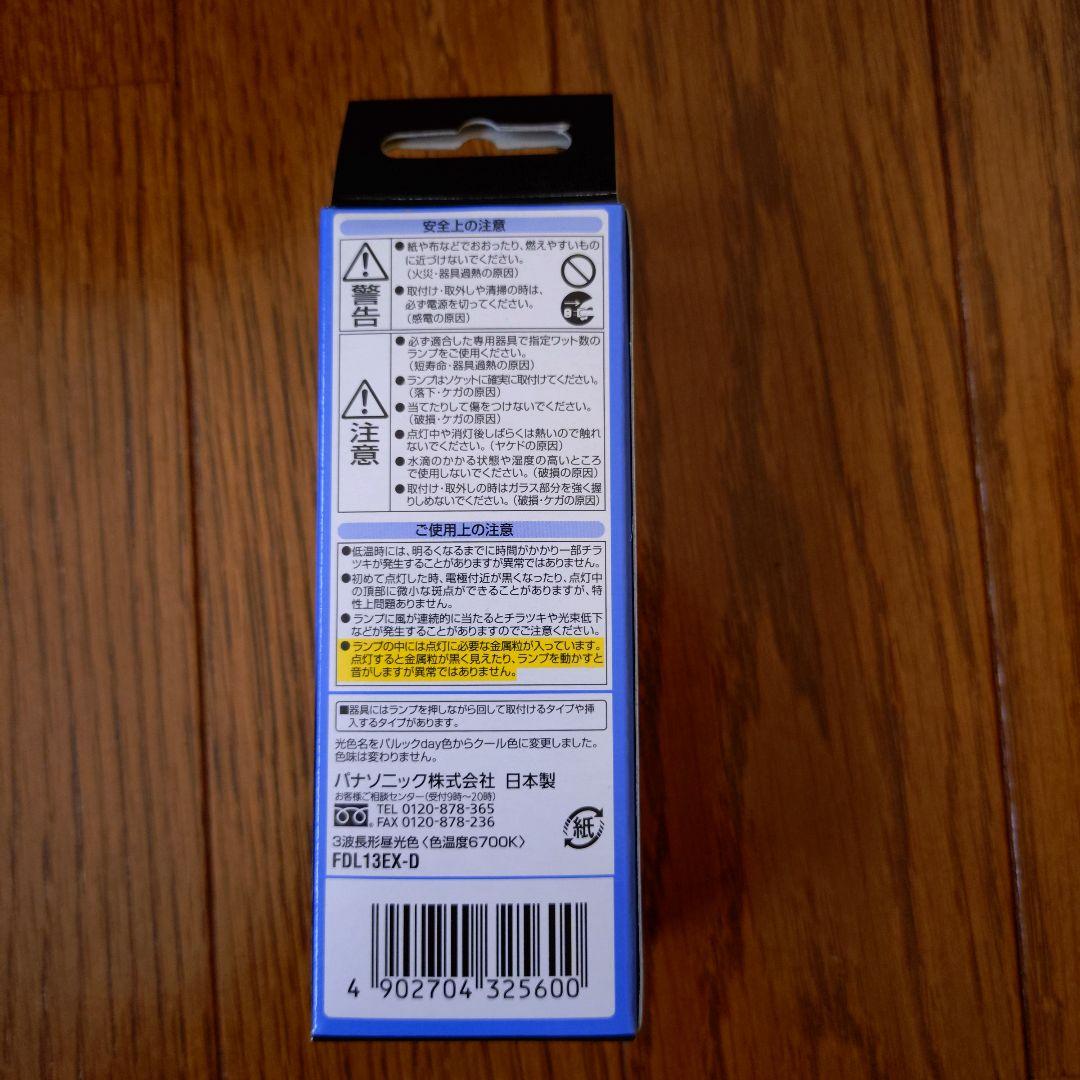 安全上の注意
警告
●紙や布などでおおったり、燃えやすいもの
に近づけないでください。
(火災・器具過熱の原因)
●取付け・取外しや清掃の時は、
必ず電源を切ってください。
(感電の原因)
注意
●必ず適合した専用器具で指定ワット数の
ランプをご使用ください。
(短寿命・器具過熱の原因)
●ランプはソケットに確実に取付けてください。
(落下・ケガの原因)
●当てたりして傷をつけないでください。
(破損・ケガの原因)
●点灯中や消灯後しばらくは熱いので触れ
ないでください。(ヤケドの原因)
●水滴のかかる状態や湿度の高いところ
で使用しないでください。(破損の原因)
●取付け・取外しの時はガラス部分を強く握
りしめないでください。(破損・ケガの原因)
ご使用上の注意
●低温時には、明るくなるまでに時間がかかり一部チラ
ツキが発生することがありますが異常ではありません。
●初めて点灯した時、電極付近が黒くなったり、点灯中
の頂部に微小な斑点ができることがありますが、特
性上問題ありません。
●ランプに風が連続的に当たるとチラツキや光束低下
などが発生することがありますのでご注意ください。
●ランプの中には点灯に必要な金属粒が入っています。
点灯すると金属粒が黒く見えたり、ランプを動かすと
音がしますが異常ではありません。
■器具にはランプを押しながら回して取付けるタイプや挿
入するタイプがあります。
光色名をパルックday色からクール色に変更しました。
色味は変わりません。
パナソニック株式会社 日本製
お客様ご相談センター(受付9時〜20時)
TEL 0120-878-365
FAX 0120-878-236
紙
3波長形昼光色〈色温度6700K〉
FDL13EX-D
4 902704 325600